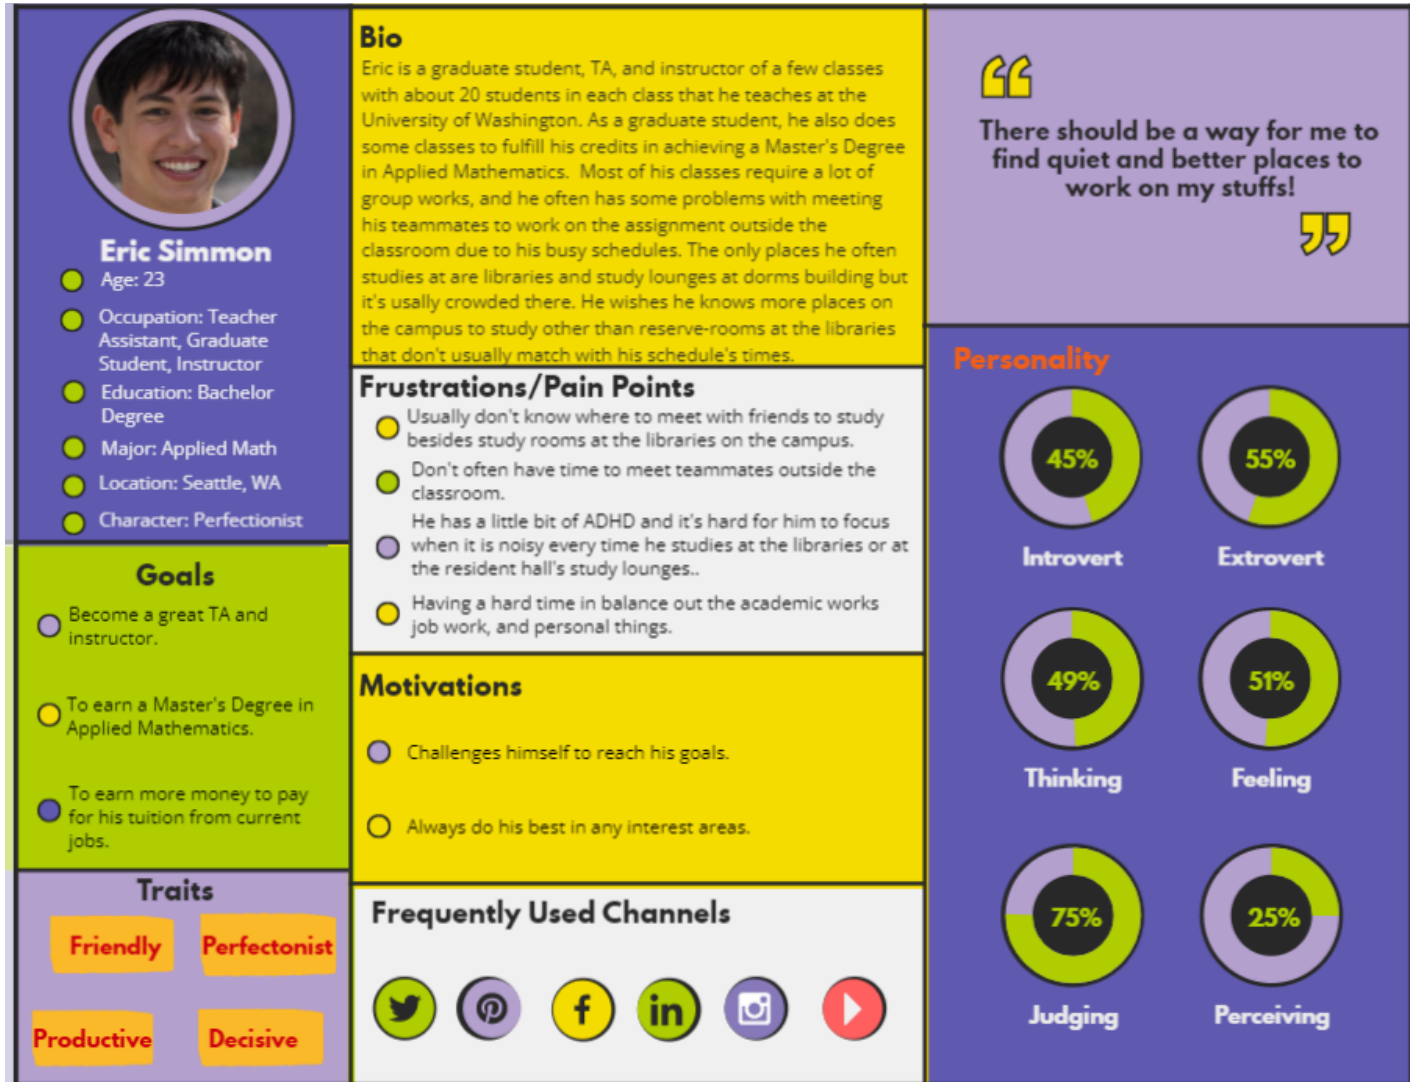 Eric Simmon
Age: 23
Occupation: Teacher
Assistant, Graduate
Student, Instructor
Education: Bachelor
Degree
Major: Applied Math
Location: Seattle, WA
Character: Perfectionist
Goals
Become a great TA and
instructor.
To earn a Master's Degree in
Applied Mathematics.
To earn more money to pay
for his tuition from current
jobs.
Traits
Friendly
Perfectonist
Productive
Decisive
Bio
Eric is a graduate student, TA, and instructor of a few classes
with about 20 students in each class that he teaches at the
University of Washington. As a graduate student, he also does
some classes to fulfill his credits in achieving a Master's Degree
in Applied Mathematics.  Most of his classes require a lot of
group works, and he often has some problems with meeting
his teammates to work on the assignment outside the
classroom due to his busy schedules. The only places he often
studies at are libraries and study lounges at dorms building but
it's usally crowded there. He wishes he knows more places on
the campus to study other than reserve-rooms at the libraries
that don't usually match with his schedule's times.
Frustrations/Pain Points
Usually don't know where to meet with friends to study
besides study rooms at the libraries on the campus.
Don't often have time to meet teammates outside the
classroom.
He has a little bit of ADHD and it's hard for him to focus
when it is noisy every time he studies at the libraries or at
the resident hall's study lounges..
Having a hard time in balance out the academic works
job work, and personal things.
Motivations
Challenges himself to reach his goals.
Always do his best in any interest areas.
Frequently Used Channels
f
in
“
There should be a way for me to
find quiet and better places to
work on my stuffs!
”
Personality
45%
55%
Introvert
Extrovert
49%
51%
Thinking
Feeling
75%
25%
Judging
Perceiving